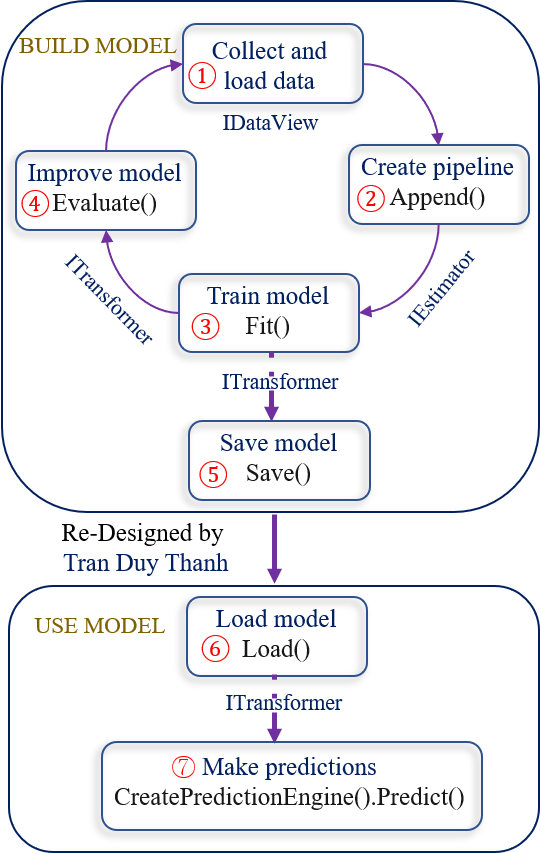 BUILD MODEL
Collect and
① load data
IDataView
Create pipeline
② Append()
IEstimator
Train model
③ Fit()
ITransformer
Improve model
④ Evaluate()
ITransformer
Save model
⑤ Save()
Re-Designed by
Tran Duy Thanh
USE MODEL
Load model
⑥ Load()
ITransformer
⑦ Make predictions
CreatePredictionEngine().Predict()